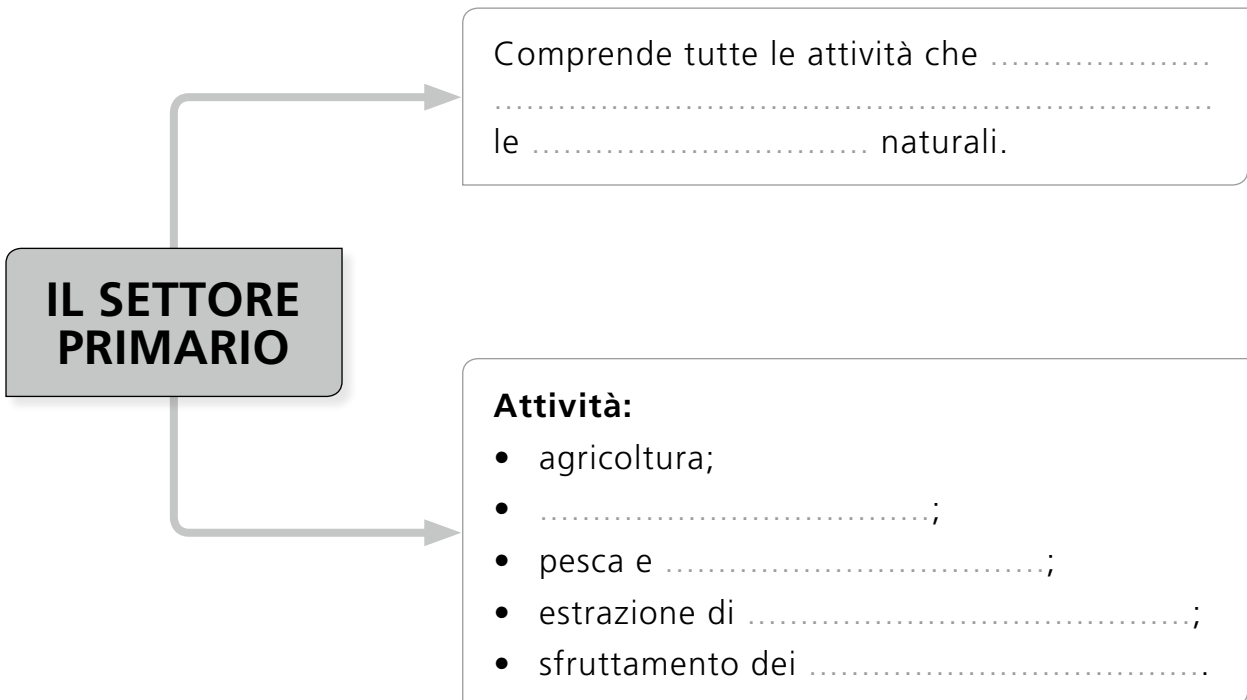 Comprende tutte le attività che .....................
....................................................................
le ................................ naturali.
IL SETTORE
PRIMARIO
Attività:
• agricoltura;
• .....................................;
• pesca e ....................................;
• estrazione di ..........................................;
• sfruttamento dei ......................................